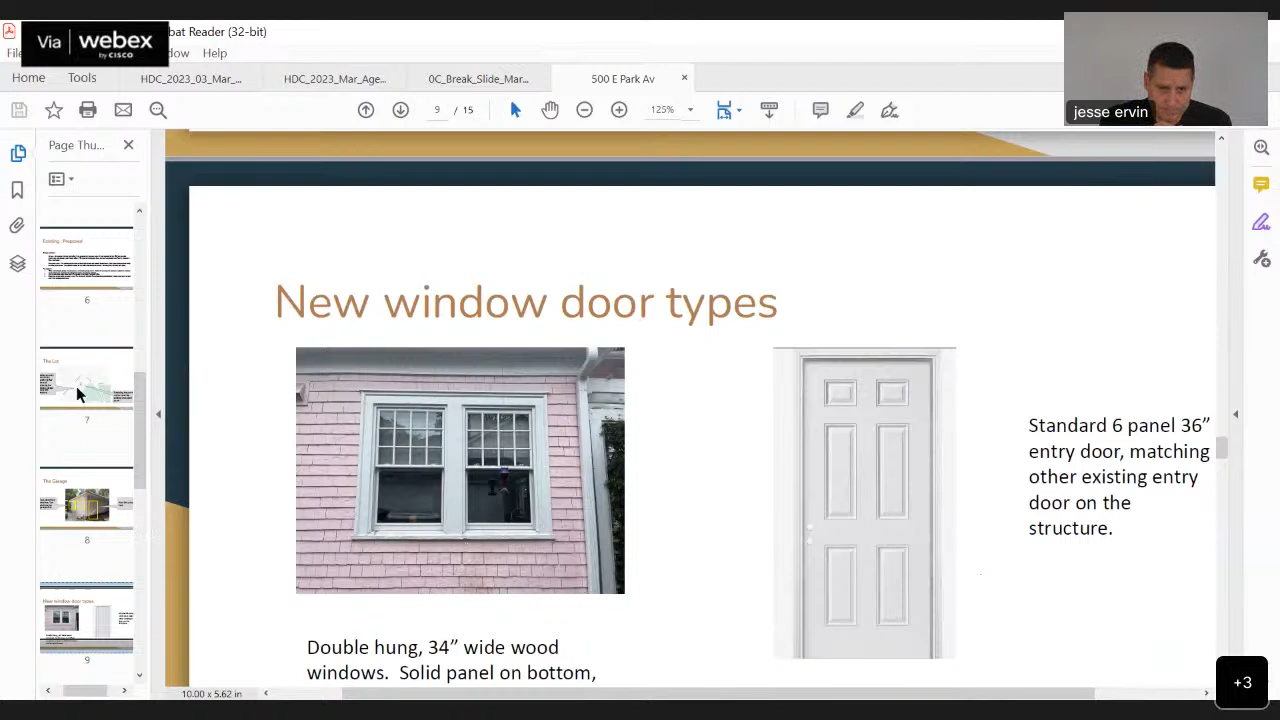 Via webex
by CISCO
bat Reader (32-bit)
dow Help
Home Tools HDC_2023_03_Mar_... HDC_2023_Mar_Age... 0C_Break_Slide_Mar... 500 E Park Av
9 / 15 125%
jesse ervin
Page Thu...
Existing, Proposed
6
The Lot
7
The Garage
8
New window door types
9
New window door types
Standard 6 panel 36”
entry door, matching
other existing entry
door on the
structure.
Double hung, 34” wide wood
windows. Solid panel on bottom,
10.00 x 5.62 in
+3